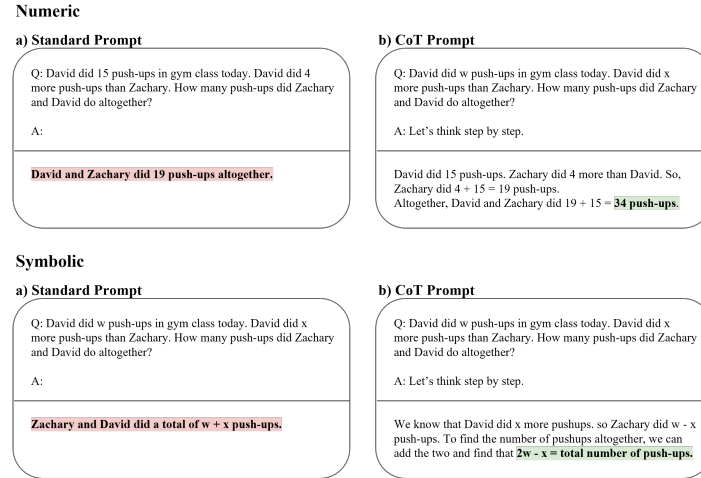 Numeric
a) Standard Prompt
Q: David did 15 push-ups in gym class today. David did 4
more push-ups than Zachary. How many push-ups did Zachary
and David do altogether?
A:
David and Zachary did 19 push-ups altogether.
b) CoT Prompt
Q: David did w push-ups in gym class today. David did x
more push-ups than Zachary. How many push-ups did Zachary
and David do altogether?
A: Let's think step by step.
David did 15 push-ups. Zachary did 4 more than David. So,
Zachary did 4 + 15 = 19 push-ups.
Altogether, David and Zachary did 19 + 15 = 34 push-ups.
Symbolic
a) Standard Prompt
Q: David did w push-ups in gym class today. David did x
more push-ups than Zachary. How many push-ups did Zachary
and David do altogether?
A:
Zachary and David did a total of w + x push-ups.
b) CoT Prompt
Q: David did w push-ups in gym class today. David did x
more push-ups than Zachary. How many push-ups did Zachary
and David do altogether?
A: Let's think step by step.
We know that David did x more pushups. so Zachary did w - x
push-ups. To find the number of pushups altogether, we can
add the two and find that 2w - x = total number of push-ups.